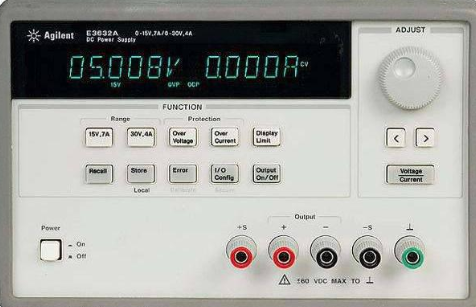 Agilent E3632A 0-15V,7A/0-30V,4A
DC Power Supply
ADJUST
05.008V 0.000A CV
15V OVP OCP
FUNCTION
Range Protection
15V,7A 30V,4A Over Voltage Over Current Display Limit
Recall Store Error I/O Config Output On/Off
Local
Voltage
Current
< >
Power
On
Off
Output
+S + - -S ⊥
±60 VDC MAX TO ⊥